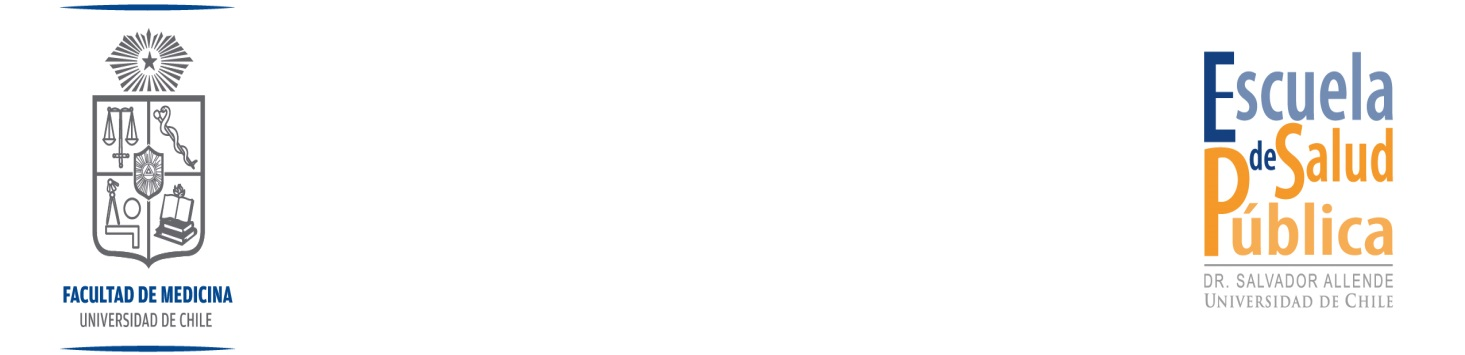 FACULTAD DE MEDICINA
UNIVERSIDAD DE CHILE
Escuela
de Salud
Pública
DR. SALVADOR ALLENDE
UNIVERSIDAD DE CHILE